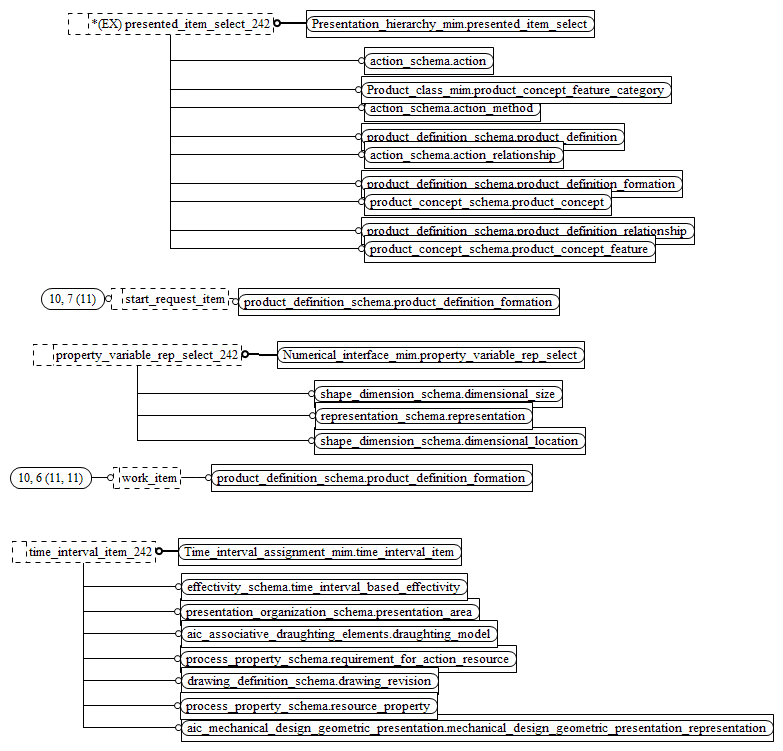 *(EX) presented_item_select_242
Presentation_hierarchy_mim.presented_item_select
action_schema.action
Product_class_mim.product_concept_feature_category
action_schema.action_method
product_definition_schema.product_definition
action_schema.action_relationship
product_definition_schema.product_definition_formation
product_concept_schema.product_concept
product_definition_schema.product_definition_relationship
product_concept_schema.product_concept_feature
10, 7 (11)
start_request_item
product_definition_schema.product_definition_formation
property_variable_rep_select_242
Numerical_interface_mim.property_variable_rep_select
shape_dimension_schema.dimensional_size
representation_schema.representation
shape_dimension_schema.dimensional_location
10, 6 (11, 11)
work_item
product_definition_schema.product_definition_formation
time_interval_item_242
Time_interval_assignment_mim.time_interval_item
effectivity_schema.time_interval_based_effectivity
presentation_organization_schema.presentation_area
aic_associative_draughting_elements.draughting_model
process_property_schema.requirement_for_action_resource
drawing_definition_schema.drawing_revision
process_property_schema.resource_property
aic_mechanical_design_geometric_presentation.mechanical_design_geometric_presentation_representation